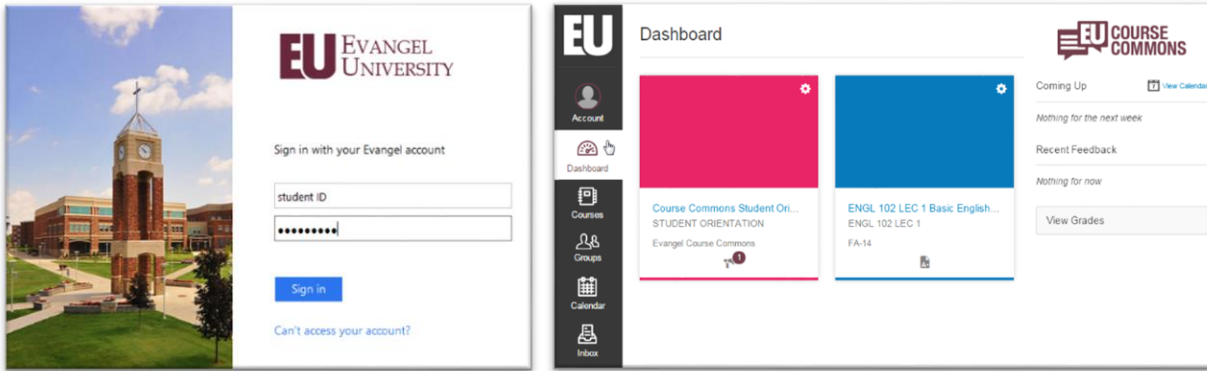 EU EVANGEL
UNIVERSITY
Sign in with your Evangel account
student ID
•••••••••
Sign in
Can't access your account?
EU
Account
Dashboard
Courses
Groups
Calendar
Inbox
Dashboard
Course Commons Student Ori...
STUDENT ORIENTATION
Evangel Course Commons
1
ENGL 102 LEC 1 Basic English...
ENGL 102 LEC 1
FA-14
EU COURSE
COMMONS
Coming Up
7 View Calendar
Nothing for the next week
Recent Feedback
Nothing for now
View Grades